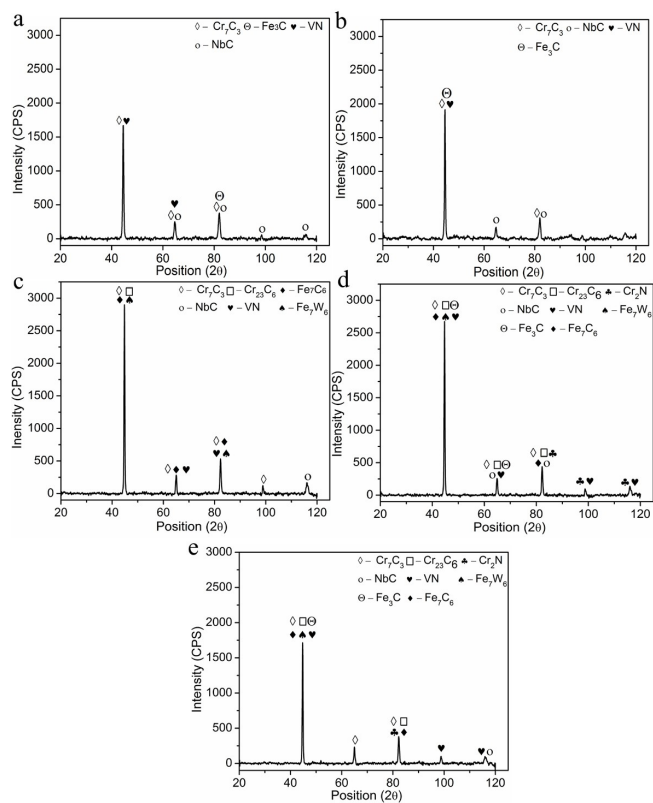 a
◊ – Cr₇C₃ Θ – Fe₃C ♥ – VN
o – NbC
Intensity (CPS)
3000
2500
2000
1500
1000
500
0
◊ ♥
♥
◊ o
Θ
◊ o
o
o
20 40 60 80 100 120
Position (2θ)
b
◊ – Cr₇C₃ o – NbC ♥ – VN
Θ – Fe₃C
Intensity (CPS)
3000
2500
2000
1500
1000
500
0
Θ
◊ ♥
o
◊ o
20 40 60 80 100 120
Position (2θ)
c
◊ – Cr₇C₃ □ – Cr₂₃C₆ ♦ – Fe₇C₆
o – NbC ♥ – VN ♠ – Fe₇W₆
Inensity (CPS)
3000
2500
2000
1500
1000
500
0
◊ □
♦ ♠
◊ ♦ ♥
◊ ♦
♥ ♠
◊
o
20 40 60 80 100 120
Position (2θ)
d
◊ – Cr₇C₃ □ – Cr₂₃C₆ ♣ – Cr₂N
o – NbC ♥ – VN ♠ – Fe₇W₆
Θ – Fe₃C ♦ – Fe₇C₆
Intensity (CPS)
3000
2500
2000
1500
1000
500
0
◊ □ Θ
♦ ♠ ♥
◊ □ Θ
o ♥
◊ □ ♣
♦ o
♣ ♥
♣ ♥
20 40 60 80 100 120
Position (2θ)
e
◊ – Cr₇C₃ □ – Cr₂₃C₆ ♣ – Cr₂N
o – NbC ♥ – VN ♠ – Fe₇W₆
Θ – Fe₃C ♦ – Fe₇C₆
Intensity (CPS)
3000
2500
2000
1500
1000
500
0
◊ □ Θ
♦ ♠ ♥
◊
◊ □
♣ ♦
♥
♥ o
20 40 60 80 100 120
Position (2θ)